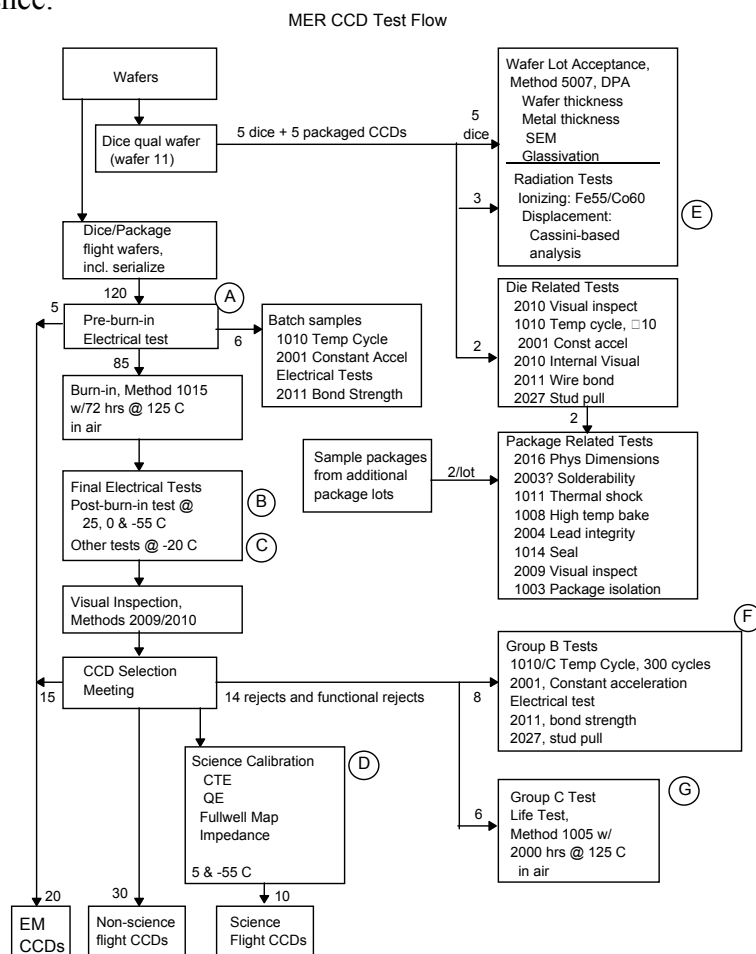 MER CCD Test Flow
Wafers
Dice qual wafer
(wafer 11)
5 dice + 5 packaged CCDs
5
dice
Wafer Lot Acceptance,
Method 5007, DPA
Wafer thickness
Metal thickness
SEM
Glassivation
3
Radiation Tests
Ionizing: Fe55/Co60
Displacement:
Cassini-based
analysis
E
Dice/Package
flight wafers,
incl. serialize
120
A
5
Pre-burn-in
Electrical test
6
Batch samples
1010 Temp Cycle
2001 Constant Accel
Electrical Tests
2011 Bond Strength
2
Die Related Tests
2010 Visual inspect
1010 Temp cycle, □10
2001 Const accel
2010 Internal Visual
2011 Wire bond
2027 Stud pull
85
Burn-in, Method 1015
w/72 hrs @ 125 C
in air
2
Sample packages
from additional
package lots
2/lot
Package Related Tests
2016 Phys Dimensions
2003? Solderability
1011 Thermal shock
1008 High temp bake
2004 Lead integrity
1014 Seal
2009 Visual inspect
1003 Package isolation
Final Electrical Tests
Post-burn-in test @
25, 0 & -55 C
Other tests @ -20 C
B
C
Visual Inspection,
Methods 2009/2010
F
CCD Selection
Meeting
15
14 rejects and functional rejects
8
Group B Tests
1010/C Temp Cycle, 300 cycles
2001, Constant acceleration
Electrical test
2011, bond strength
2027, stud pull
D
Science Calibration
CTE
QE
Fullwell Map
Impedance
5 & -55 C
G
6
Group C Test
Life Test,
Method 1005 w/
2000 hrs @ 125 C
in air
20
30
10
EM
CCDs
Non-science
flight CCDs
Science
Flight CCDs